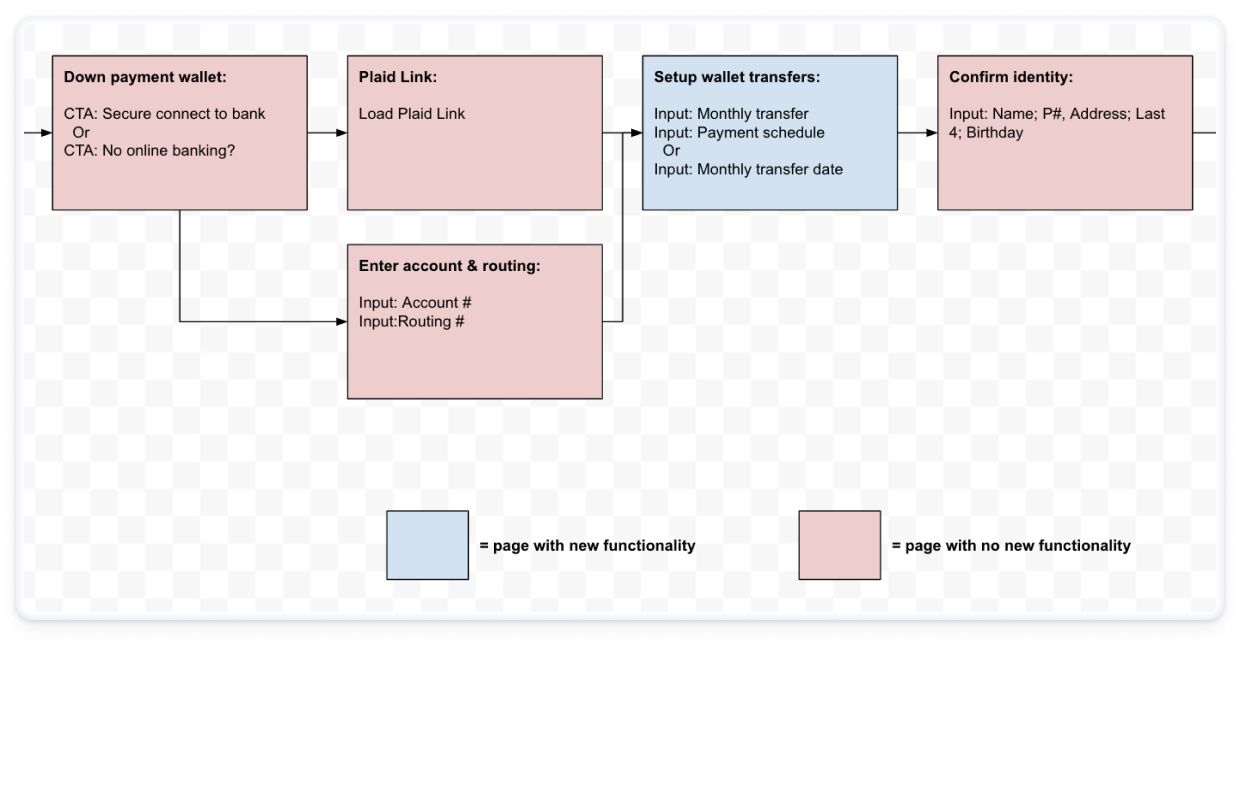 Down payment wallet:
CTA: Secure connect to bank
Or
CTA: No online banking?
Plaid Link:
Load Plaid Link
Setup wallet transfers:
Input: Monthly transfer
Input: Payment schedule
Or
Input: Monthly transfer date
Confirm identity:
Input: Name; P#, Address; Last
4; Birthday
Enter account & routing:
Input: Account #
Input:Routing #
= page with new functionality
= page with no new functionality